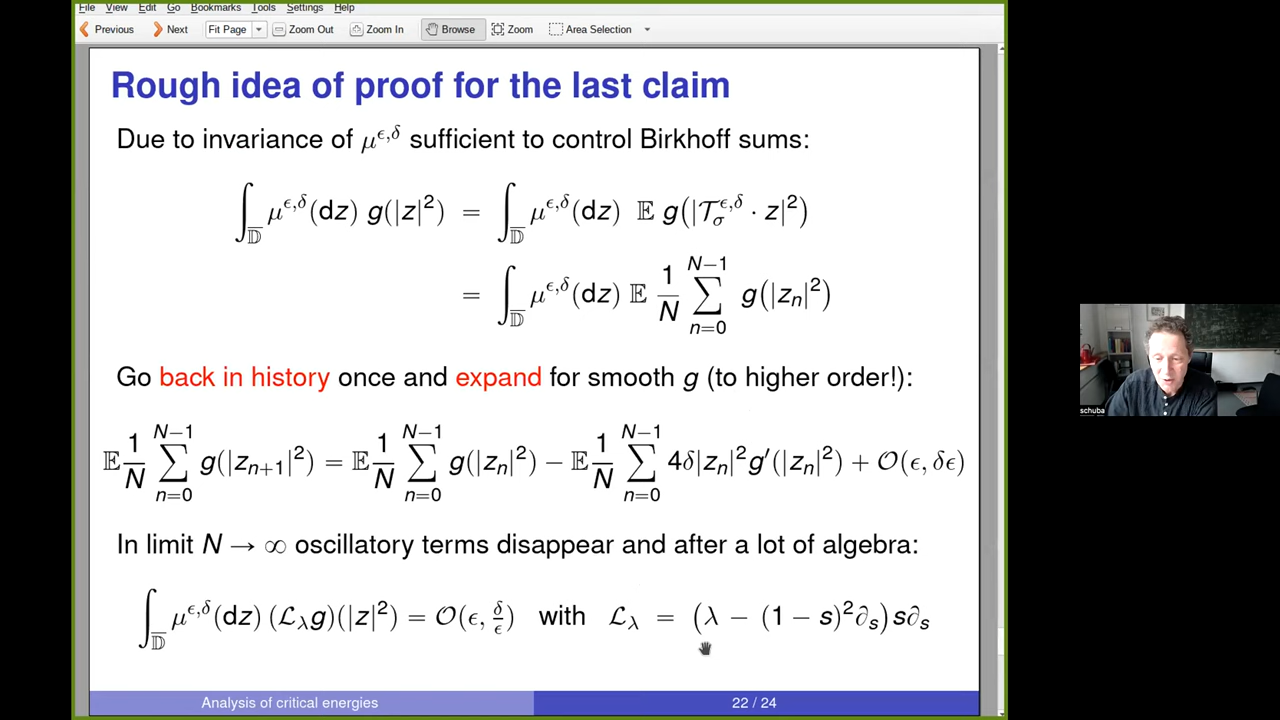 File View Edit Go Bookmarks Tools Settings Help
Previous Next Fit Page Zoom Out Zoom In Browse Zoom Area Selection
Rough idea of proof for the last claim
Due to invariance of μ^{ϵ,δ} sufficient to control Birkhoff sums:
∫_{\overline{𝔻}} μ^{ϵ,δ}(dz) g(|z|²) = ∫_{\overline{𝔻}} μ^{ϵ,δ}(dz) 𝔼 g(|𝒯_σ^{ϵ,δ} · z|²)
= ∫_{\overline{𝔻}} μ^{ϵ,δ}(dz) 𝔼 1/N ∑_{n=0}^{N−1} g(|z_n|²)
Go back in history once and expand for smooth g (to higher order!):
𝔼 1/N ∑_{n=0}^{N−1} g(|z_{n+1}|²) = 𝔼 1/N ∑_{n=0}^{N−1} g(|z_n|²) − 𝔼 1/N ∑_{n=0}^{N−1} 4δ|z_n|²g′(|z_n|²) + 𝒪(ϵ, δϵ)
In limit N → ∞ oscillatory terms disappear and after a lot of algebra:
∫_{\overline{𝔻}} μ^{ϵ,δ}(dz) (ℒ_λ g)(|z|²) = 𝒪(ϵ, δ/ϵ) with ℒ_λ = (λ − (1 − s)²∂_s)s∂_s
Analysis of critical energies 22 / 24
schuba